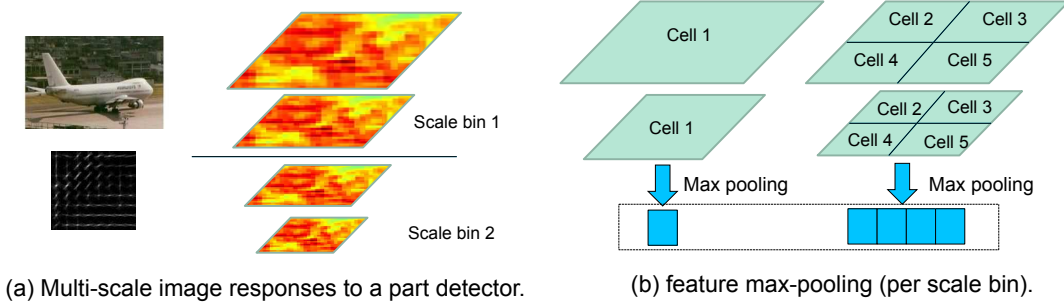 Scale bin 1
Scale bin 2
(a) Multi-scale image responses to a part detector.
Cell 1
Cell 2
Cell 3
Cell 4
Cell 5
Cell 1
Cell 2
Cell 3
Cell 4
Cell 5
Max pooling
Max pooling
(b) feature max-pooling (per scale bin).